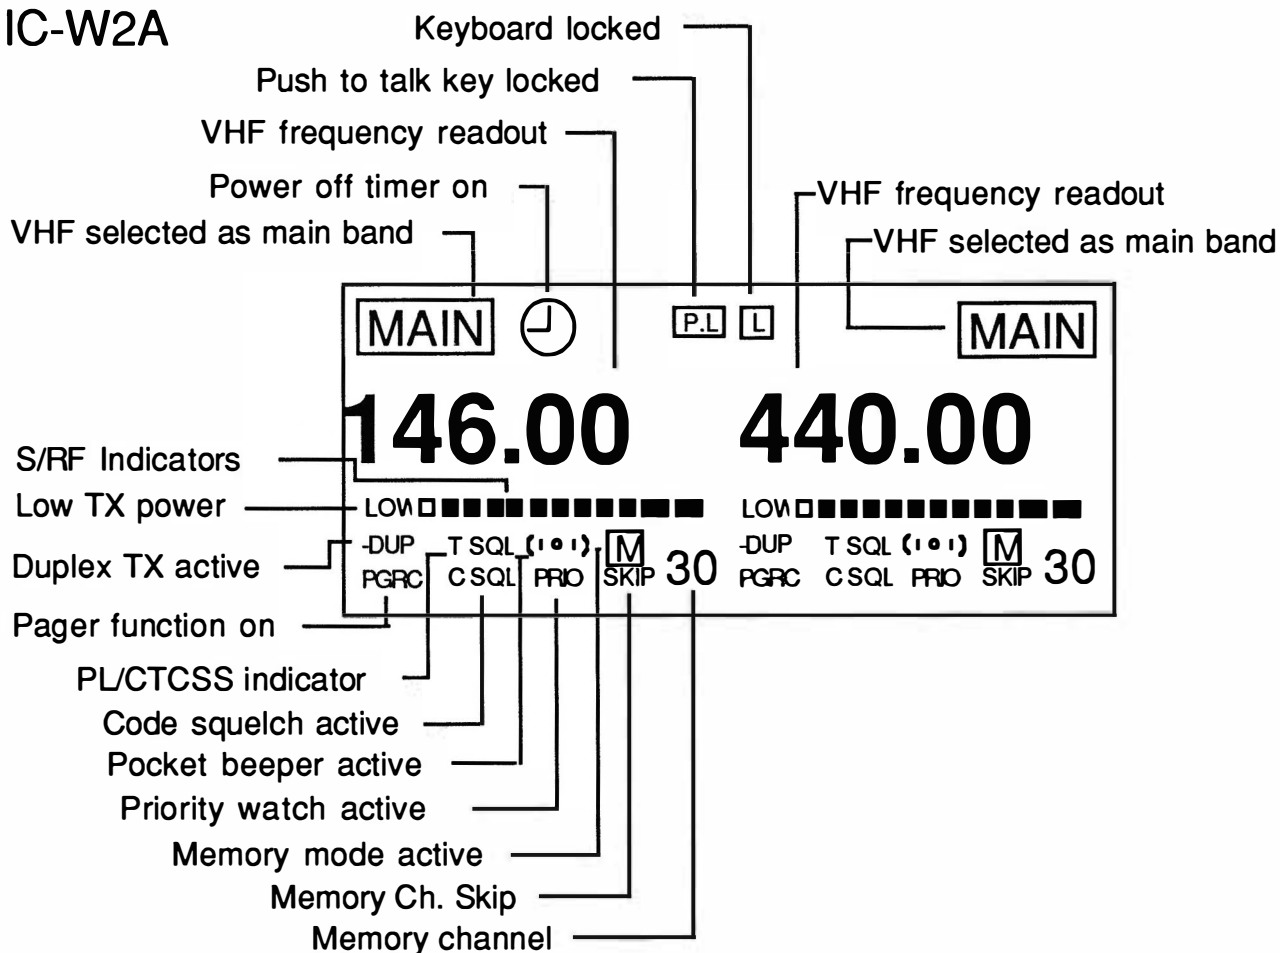 IC-W2A
Keyboard locked
Push to talk key locked
VHF frequency readout
Power off timer on
VHF selected as main band
VHF frequency readout
VHF selected as main band
MAIN P.L L MAIN
146.00 440.00
S/RF Indicators
Low TX power
LOW LOW
Duplex TX active
-DUP T SQL M -DUP T SQL M
PGRC C SQL PRIO SKIP 30 PGRC C SQL PRIO SKIP 30
Pager function on
PL/CTCSS indicator
Code squelch active
Pocket beeper active
Priority watch active
Memory mode active
Memory Ch. Skip
Memory channel